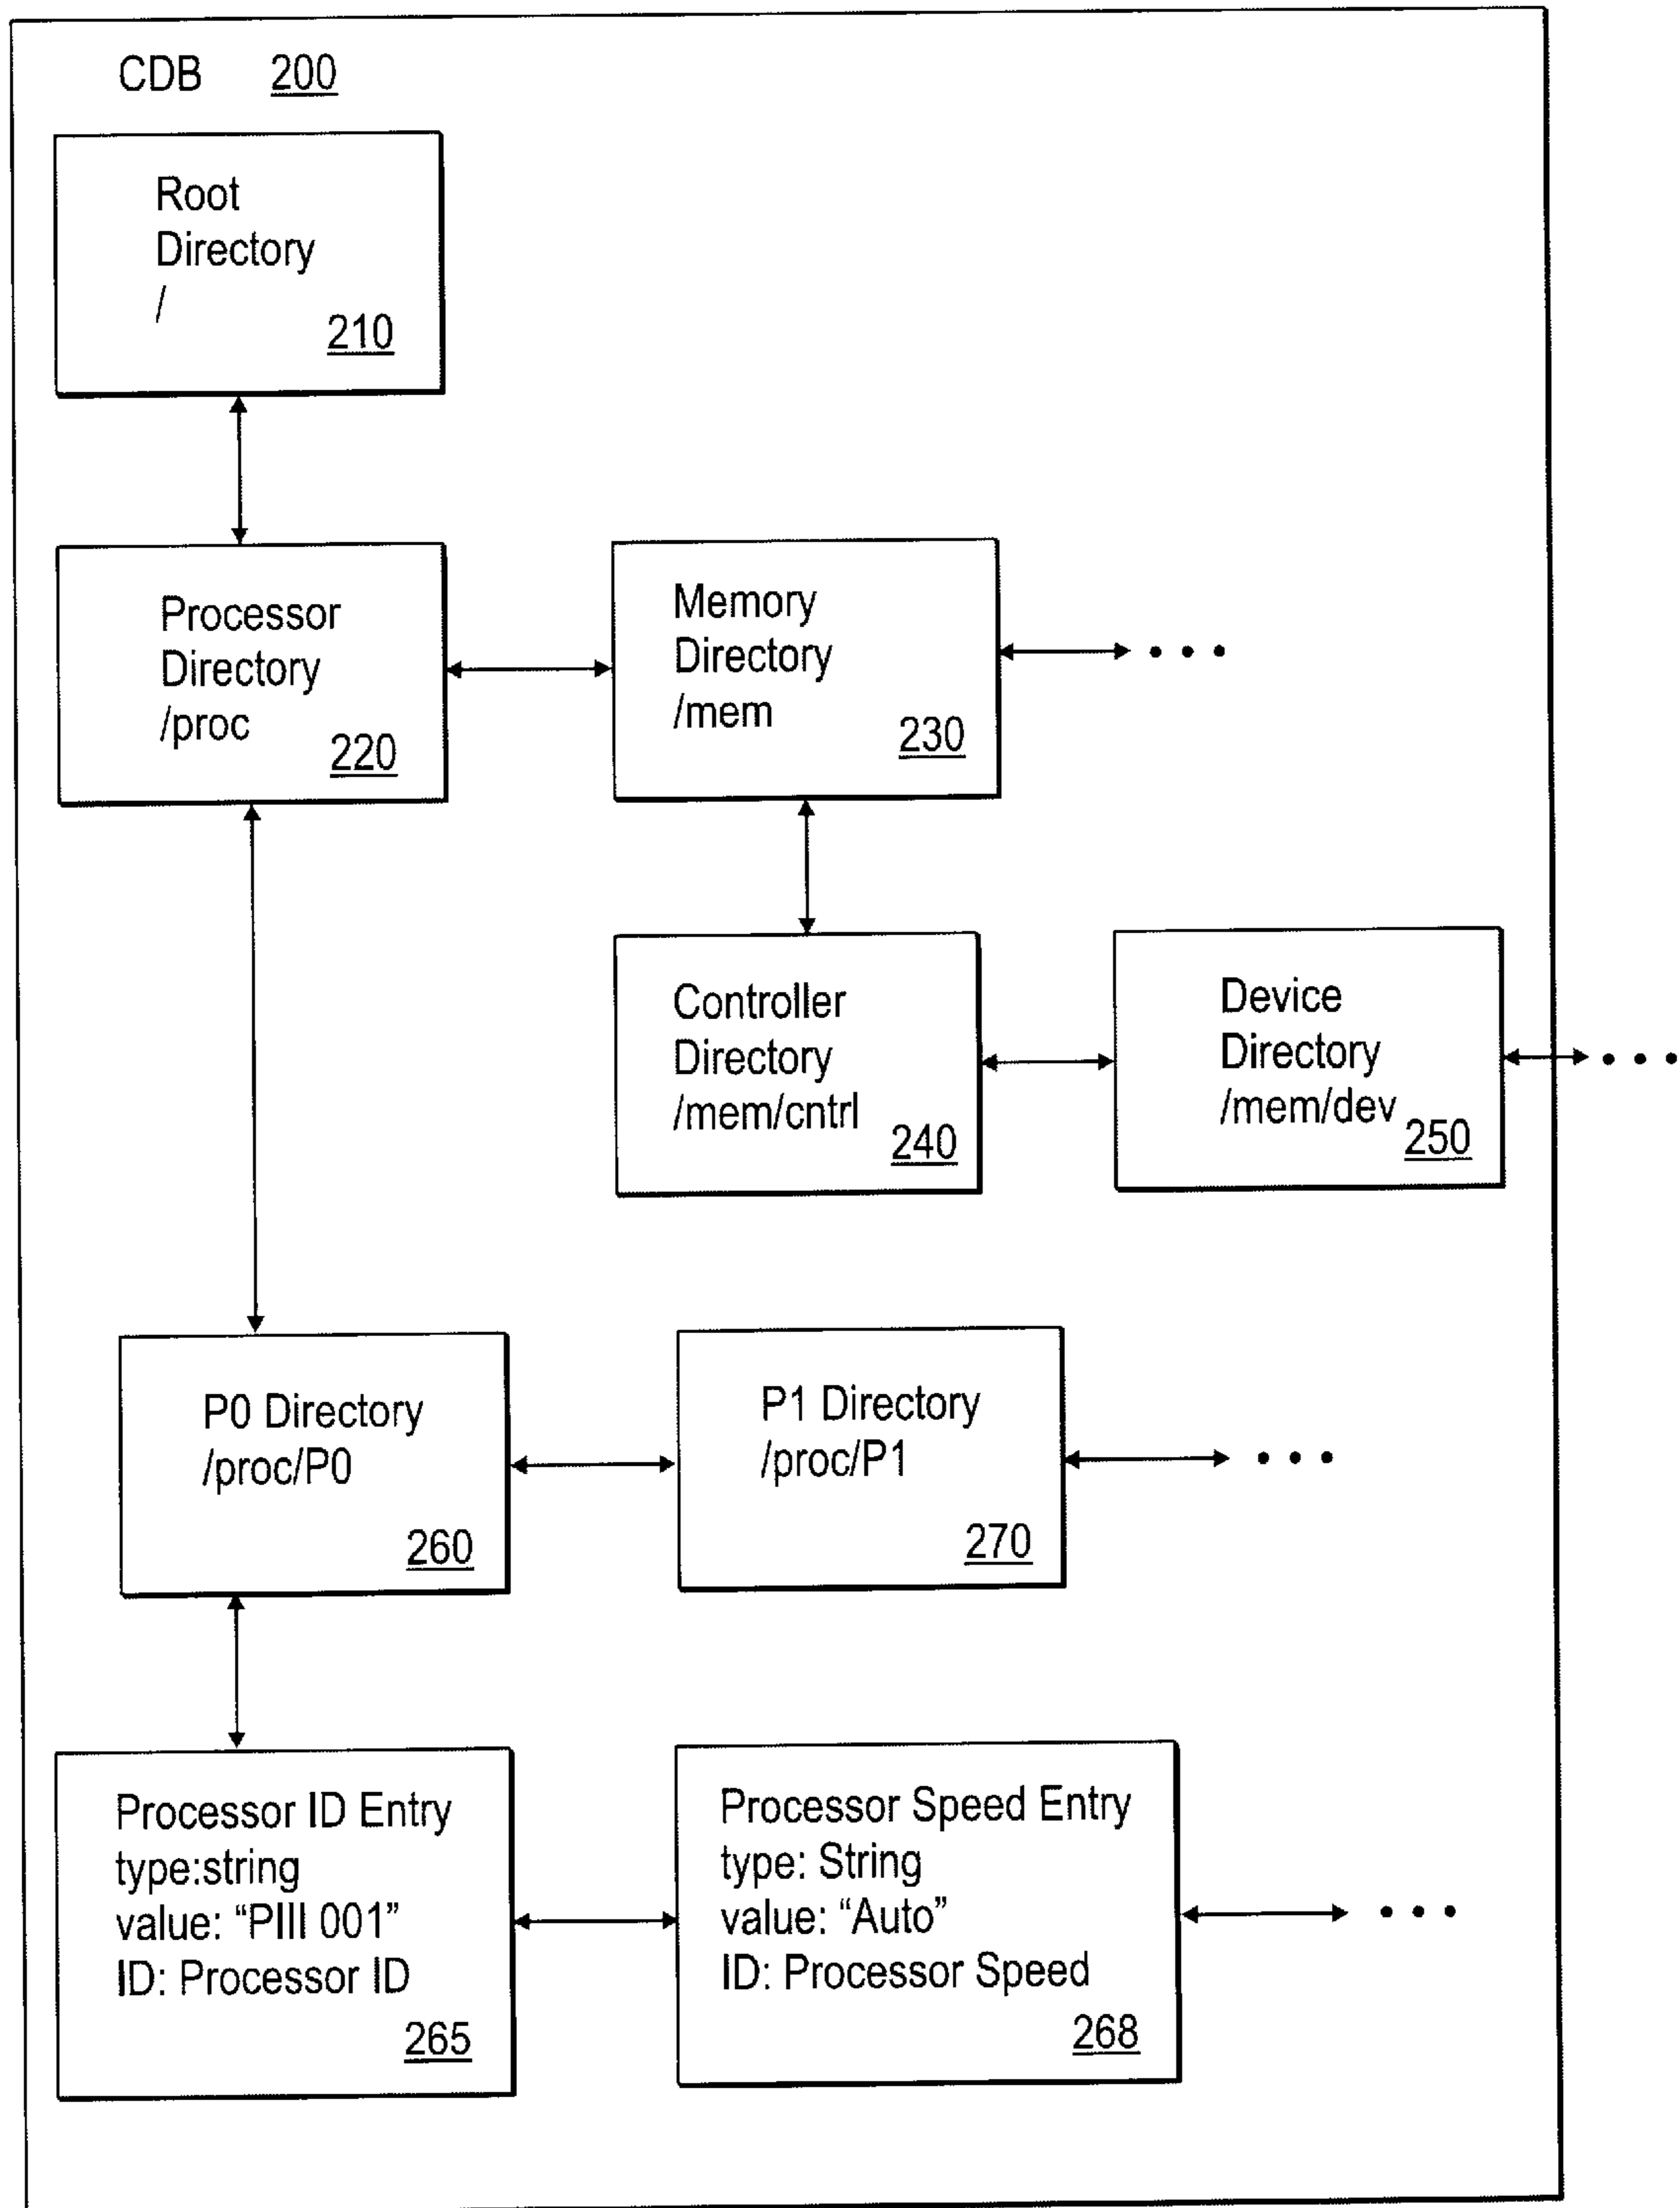 CDB 200
Root
Directory
/
210
Processor
Directory
/proc
220
Memory
Directory
/mem
230
Controller
Directory
/mem/cntrl
240
Device
Directory
/mem/dev
250
P0 Directory
/proc/P0
260
P1 Directory
/proc/P1
270
Processor ID Entry
type:string
value: “PIII 001”
ID: Processor ID
265
Processor Speed Entry
type: String
value: “Auto”
ID: Processor Speed
268